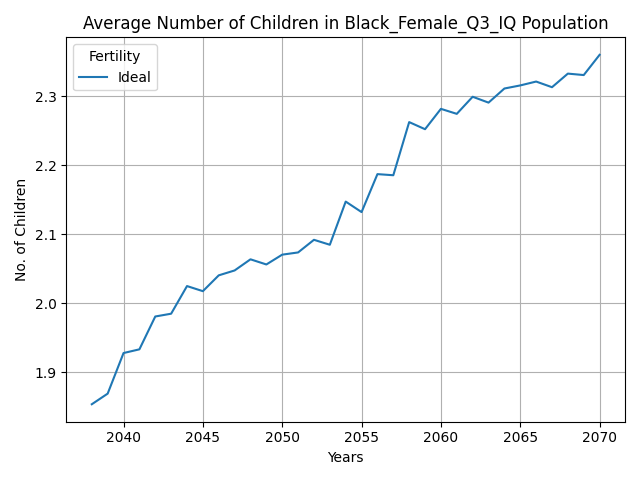 Average Number of Children in Black_Female_Q3_IQ Population
Fertility
Ideal
No. of Children
2.3
2.2
2.1
2.0
1.9
2040 2045 2050 2055 2060 2065 2070
Years